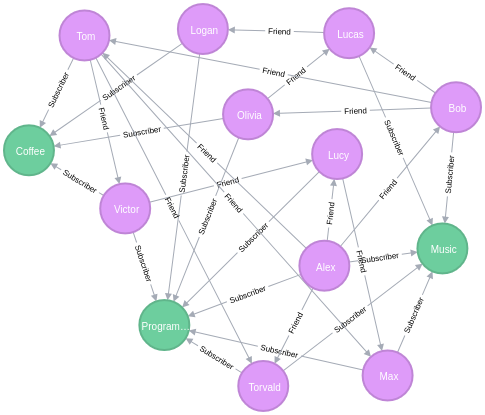 Logan
Lucas
Tom
Friend
Friend
Friend
Friend
Subscriber
Subscriber
Bob
Olivia
Friend
Friend
Subscriber
Subscriber
Coffee
Friend
Lucy
Subscriber
Subscriber
Subscriber
Friend
Friend
Friend
Victor
Friend
Friend
Subscriber
Subscriber
Music
Subscriber
Friend
Subscriber
Alex
Subscriber
Subscriber
Program...
Friend
Subscriber
Subscriber
Subscriber
Subscriber
Max
Torvald